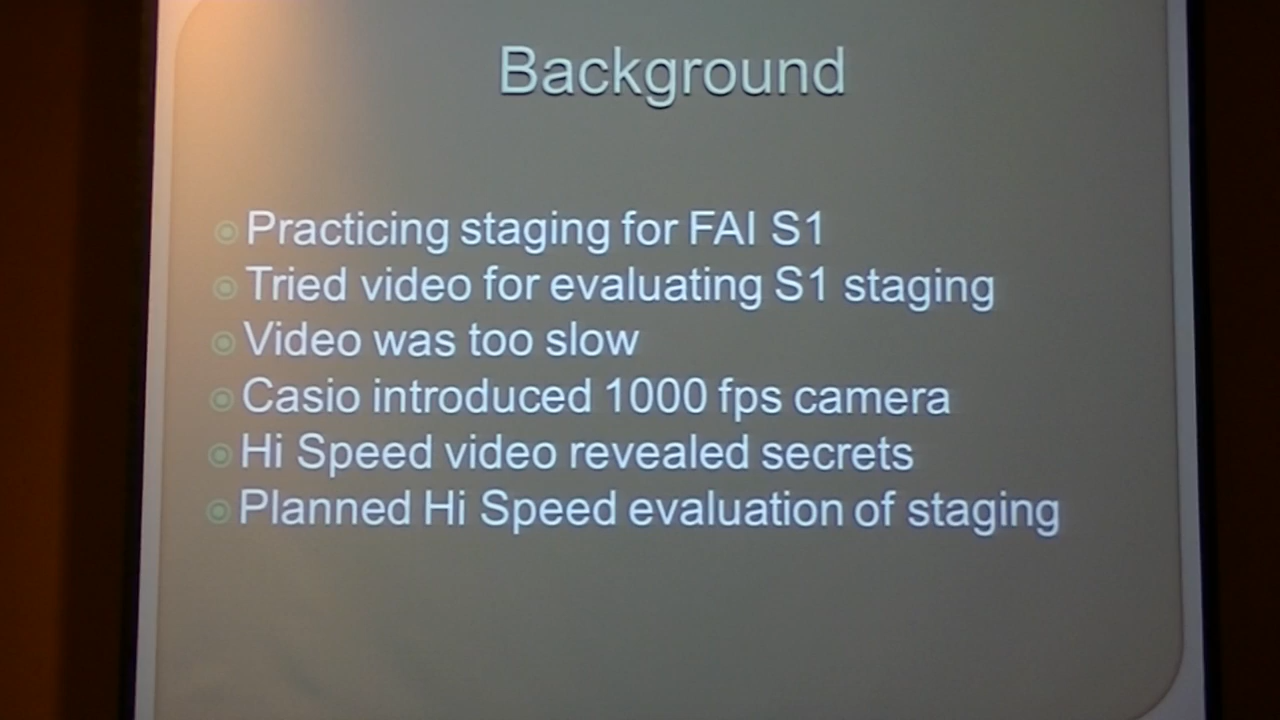 Background
Practicing staging for FAI S1
Tried video for evaluating S1 staging
Video was too slow
Casio introduced 1000 fps camera
Hi Speed video revealed secrets
Planned Hi Speed evaluation of staging